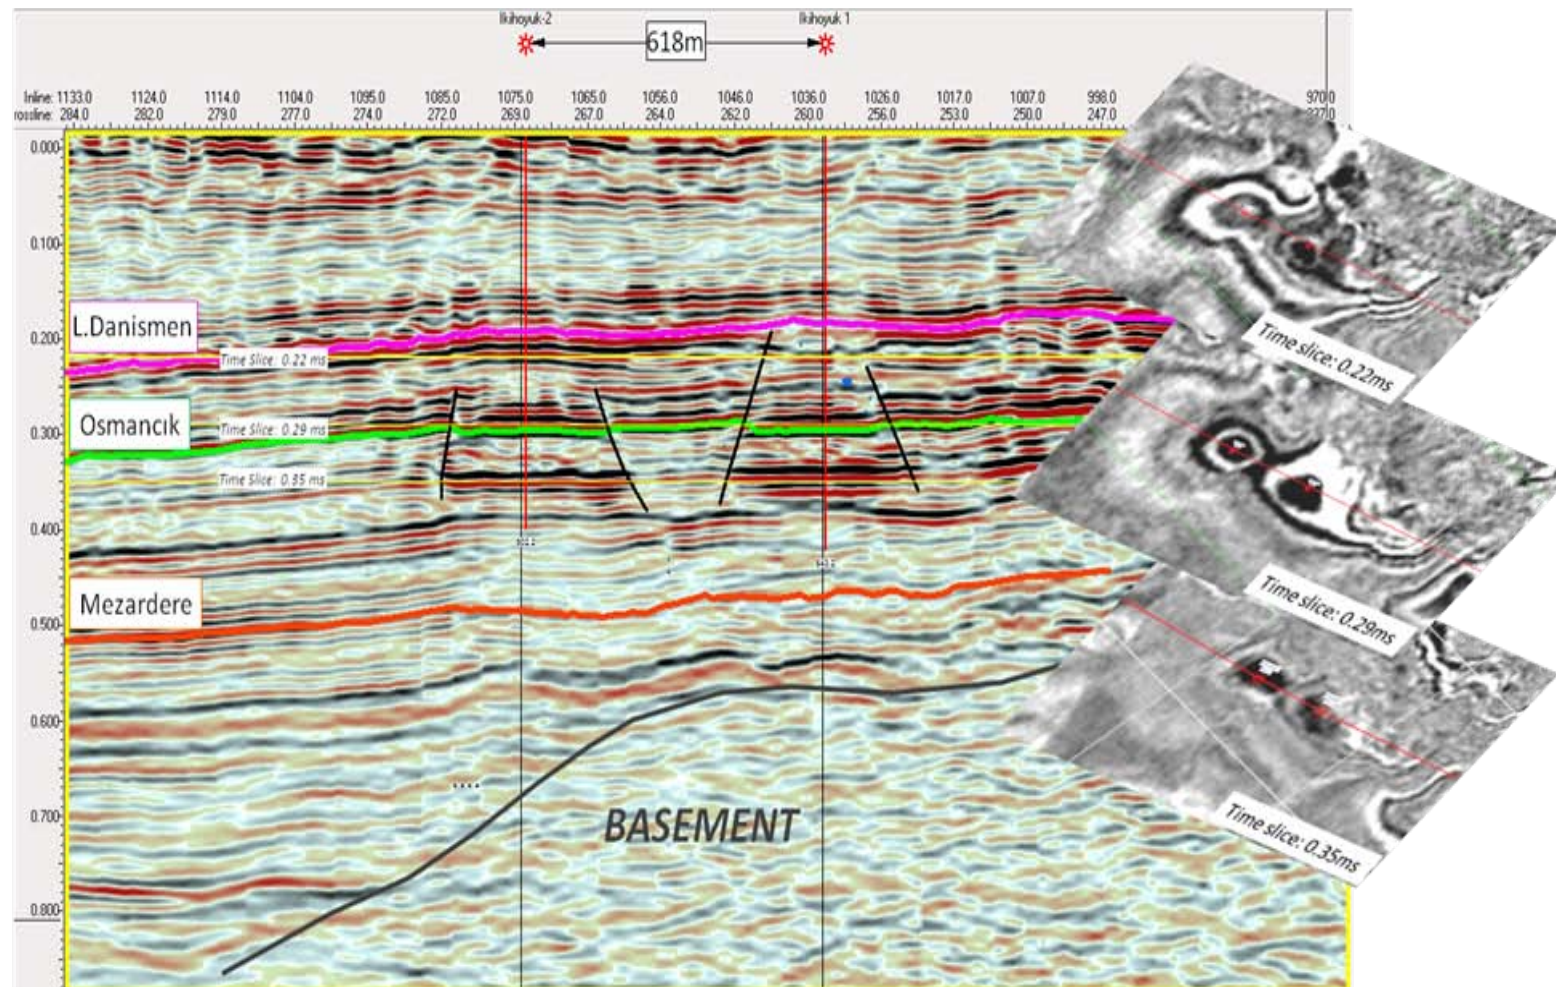 Ikihoyuk-2
Ikihoyuk 1
618m
Inline: 1133.0 1124.0 1114.0 1104.0 1095.0 1085.0 1075.0 1065.0 1056.0 1046.0 1036.0 1026.0 1017.0 1007.0 998.0 970.0
rossline: 284.0 282.0 279.0 277.0 274.0 272.0 269.0 267.0 264.0 262.0 260.0 256.0 253.0 250.0 247.0
0.000
0.100
0.200
0.300
0.400
0.500
0.600
0.700
0.800
L.Danismen
Time Slice: 0.22 ms
Osmancık
Time Slice: 0.29 ms
Time Slice: 0.35 ms
Mezardere
BASEMENT
Time slice: 0.22ms
Time slice: 0.29ms
Time slice: 0.35ms